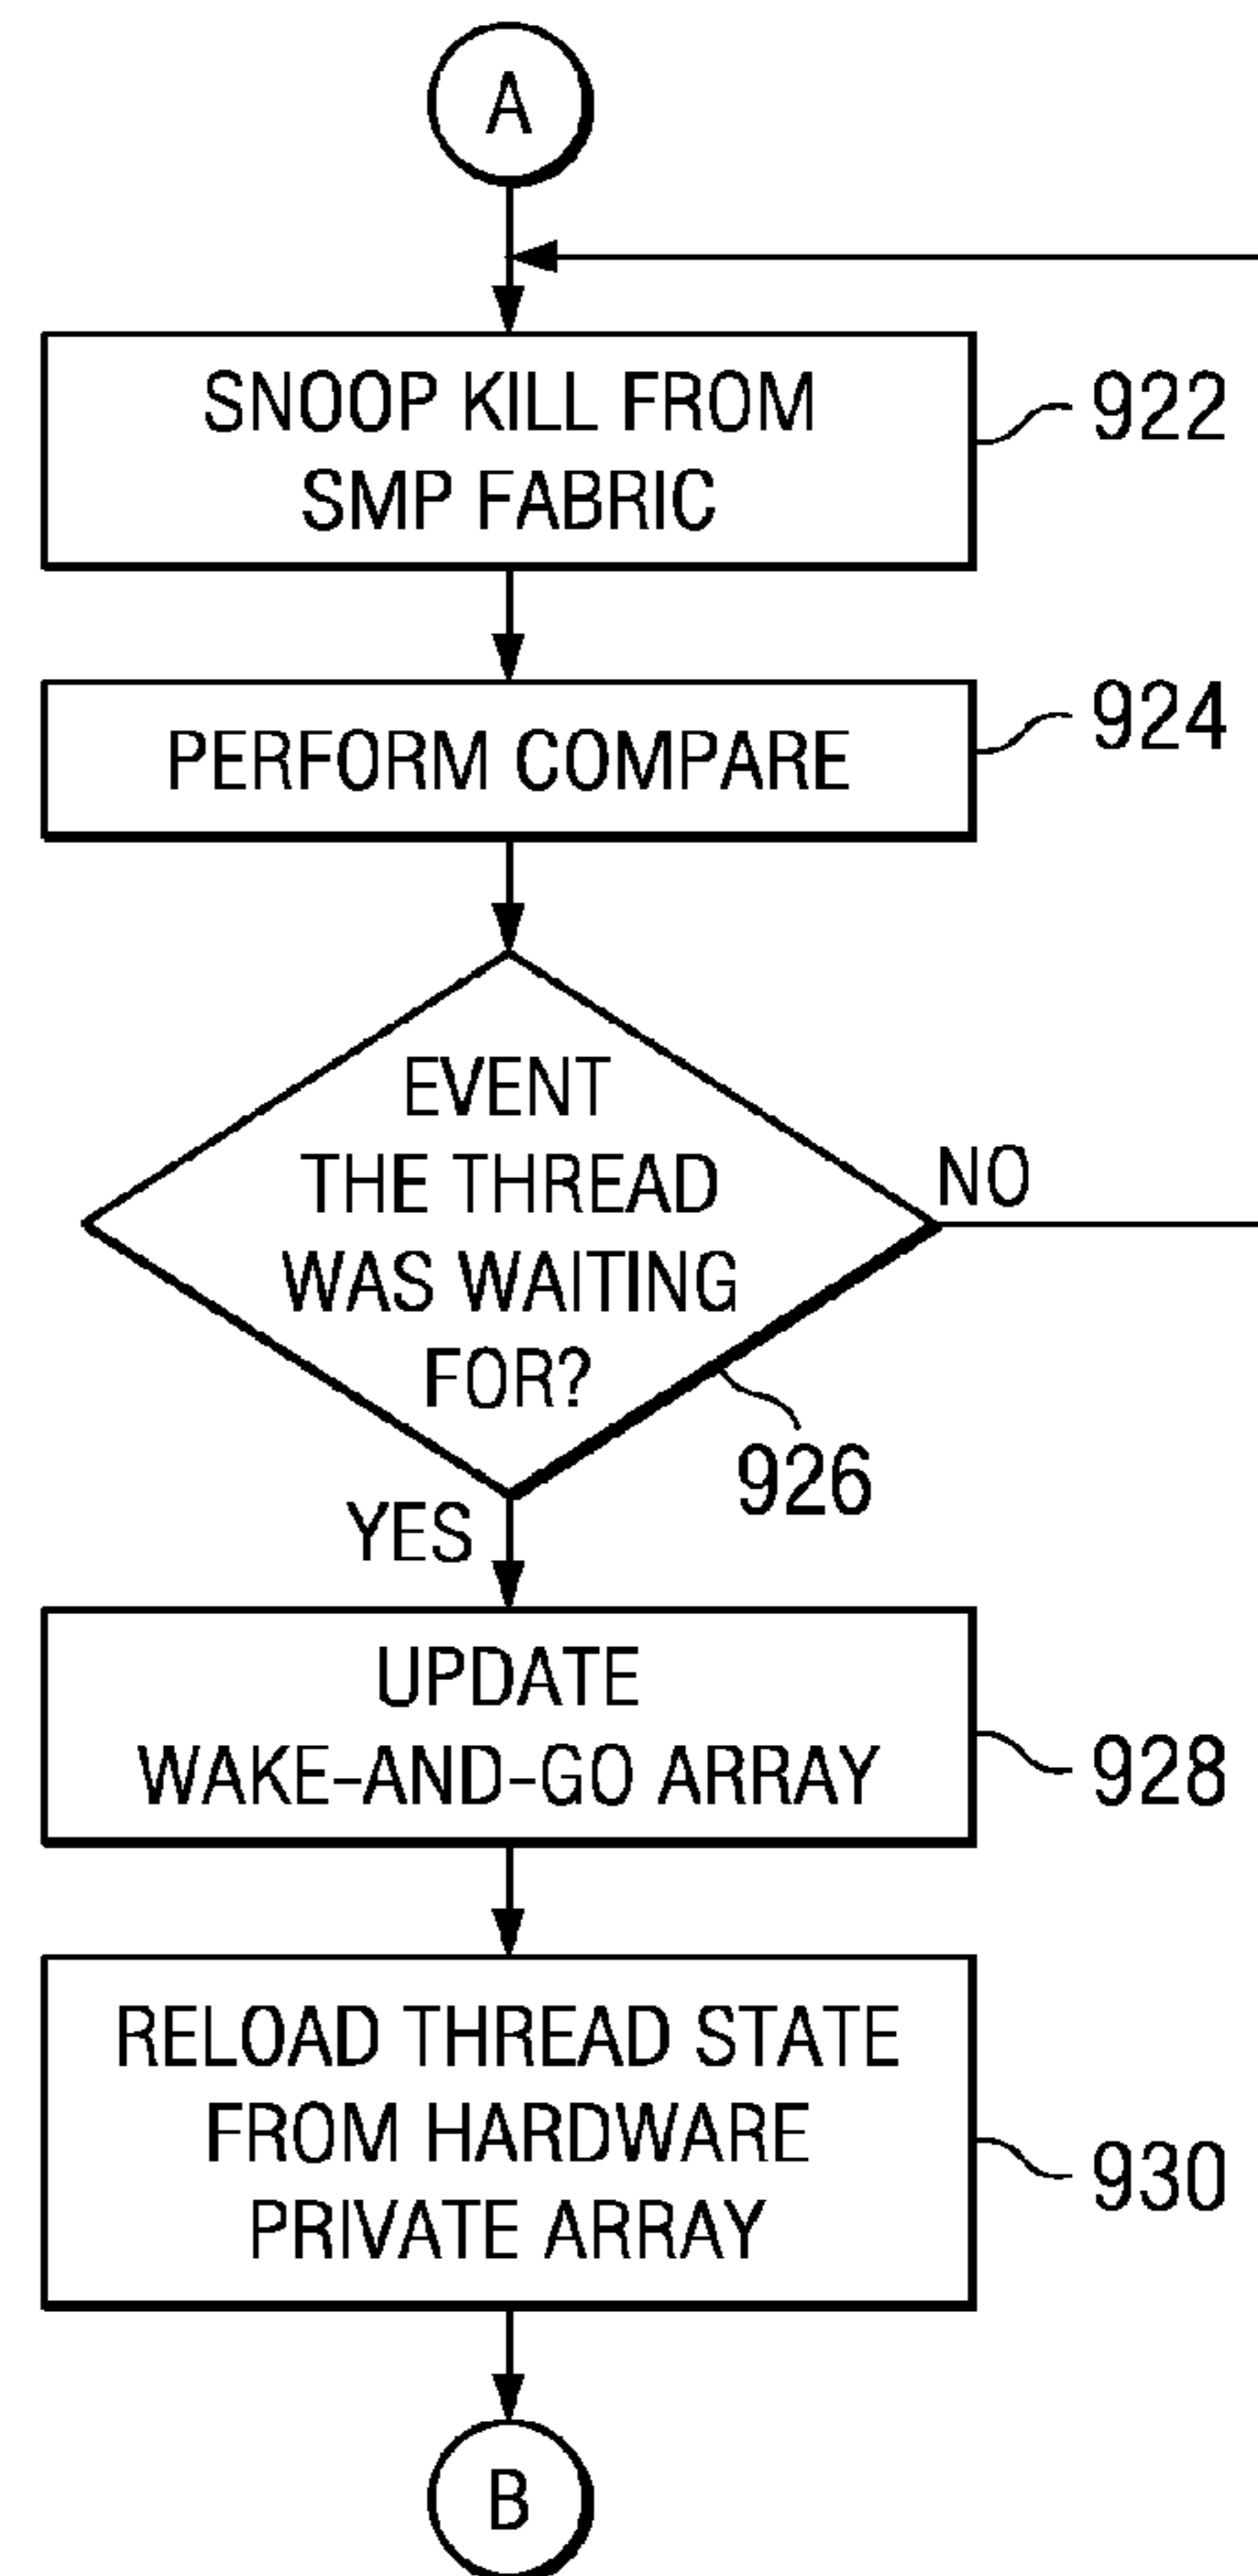 A
SNOOP KILL FROM
SMP FABRIC
922
PERFORM COMPARE
924
EVENT
THE THREAD
WAS WAITING
FOR?
NO
926
YES
UPDATE
WAKE-AND-GO ARRAY
928
RELOAD THREAD STATE
FROM HARDWARE
PRIVATE ARRAY
930
B